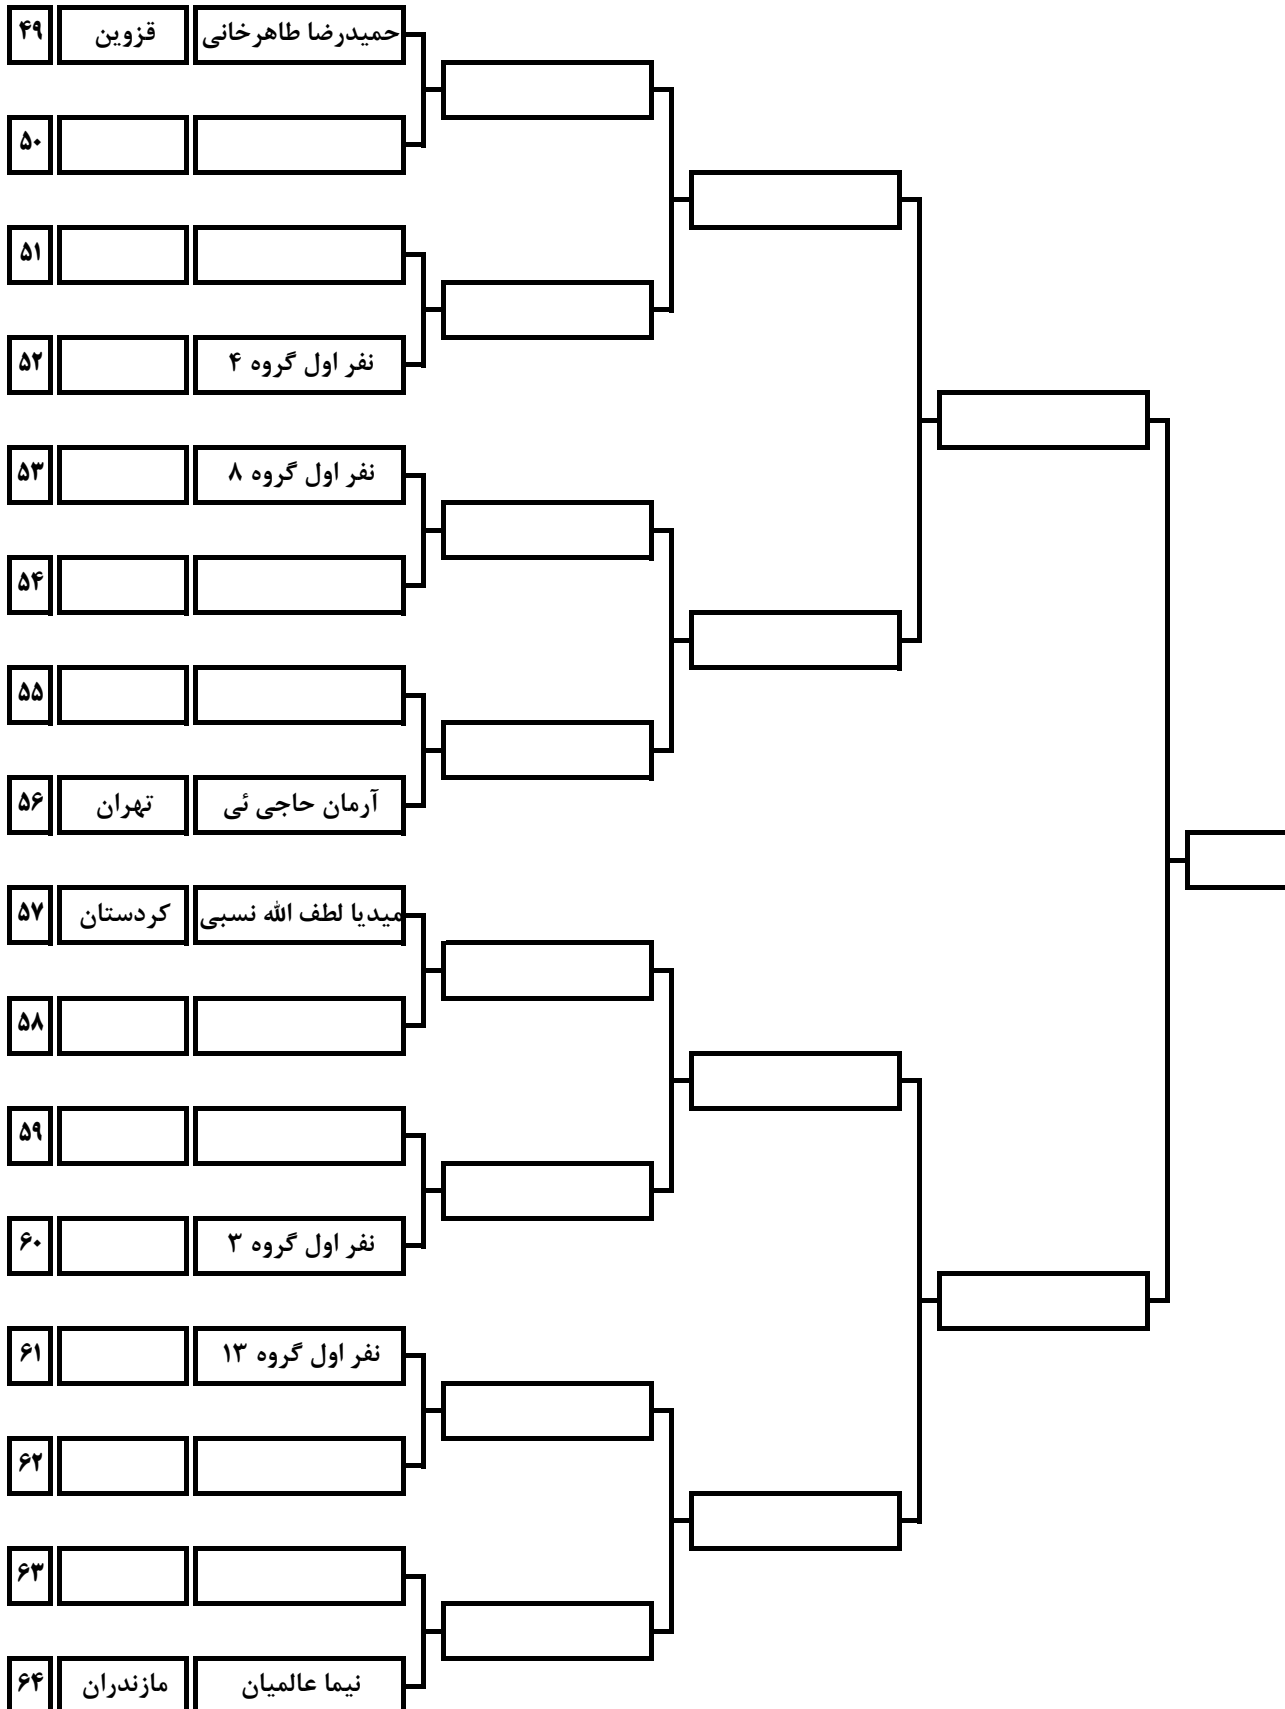 حمیدرضا طاهرخانی قزوین ۴۹
۵۰
۵۱
نفر اول گروه ۴ ۵۲
نفر اول گروه ۸ ۵۳
۵۴
۵۵
آرمان حاجی ئی تهران ۵۶
میدیا لطف الله نسبی کردستان ۵۷
۵۸
۵۹
نفر اول گروه ۳ ۶۰
نفر اول گروه ۱۳ ۶۱
۶۲
۶۳
نیما عالمیان مازندران ۶۴